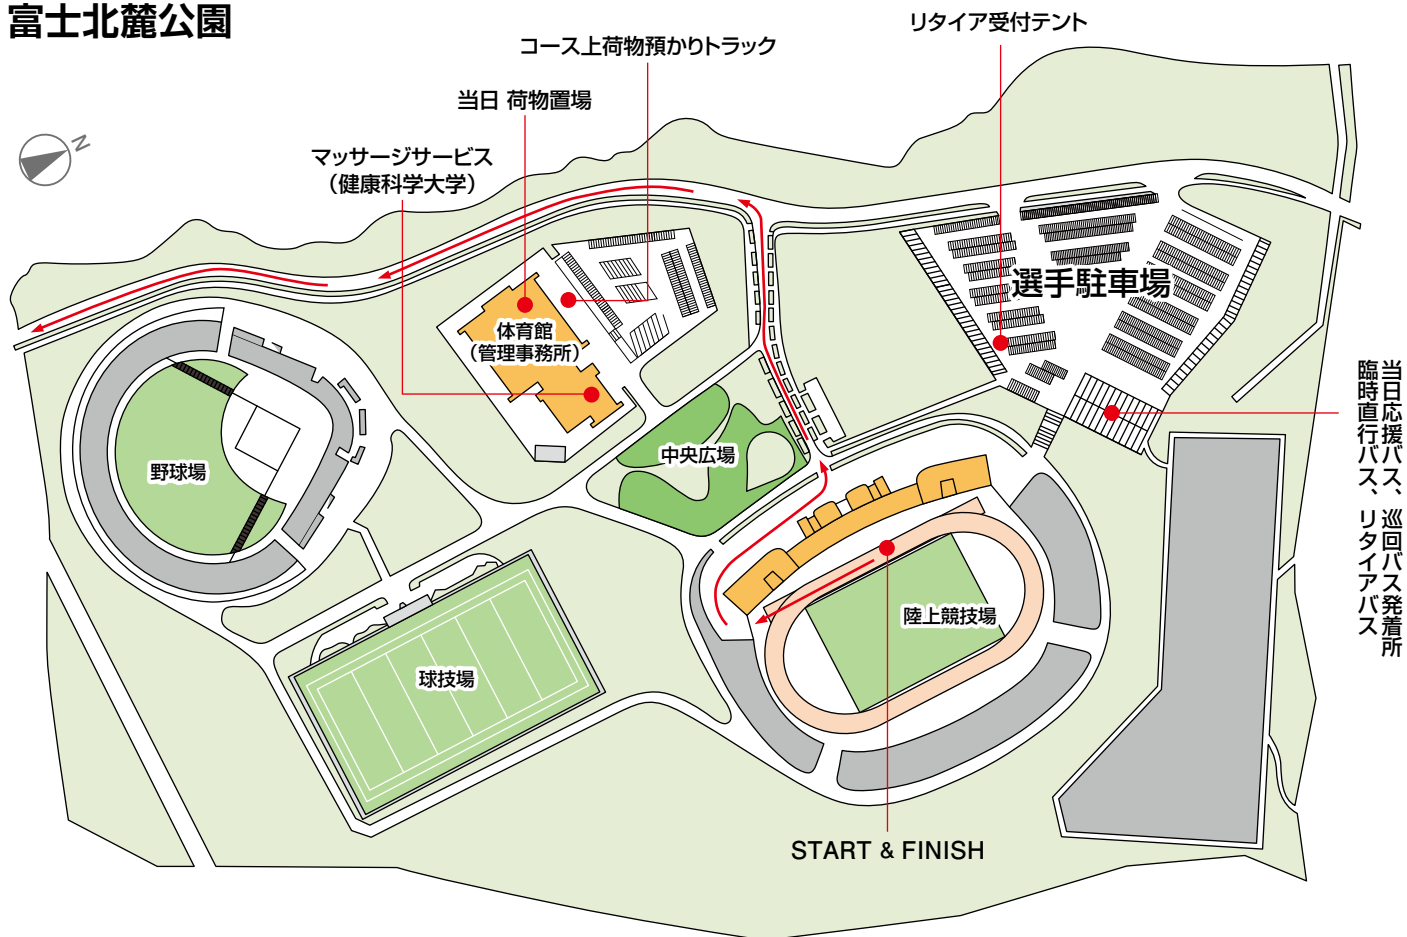 富士北麓公園
リタイア受付テント
コース上荷物預かりトラック
当日 荷物置場
マッサージサービス
（健康科学大学）
N
選手駐車場
体育館
（管理事務所）
当日応援バス、巡回バス発着所
臨時直行バス、リタイアバス
中央広場
野球場
陸上競技場
球技場
START & FINISH